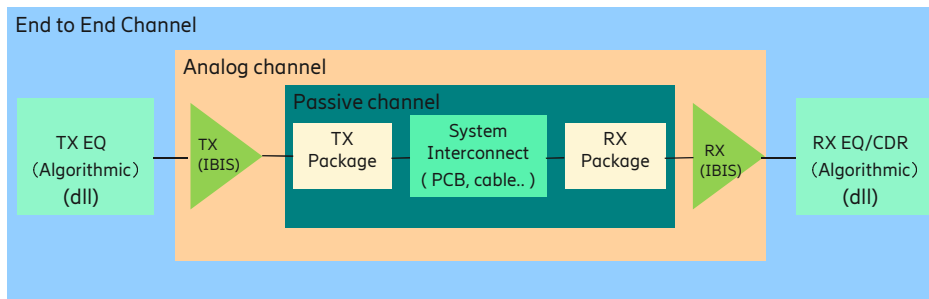 End to End Channel
Analog channel
Passive channel
TX EQ
（Algorithmic）
(dll)
TX
(IBIS)
TX
Package
System
Interconnect
( PCB, cable.. )
RX
Package
RX
(IBIS)
RX EQ/CDR
（Algorithmic）
(dll)